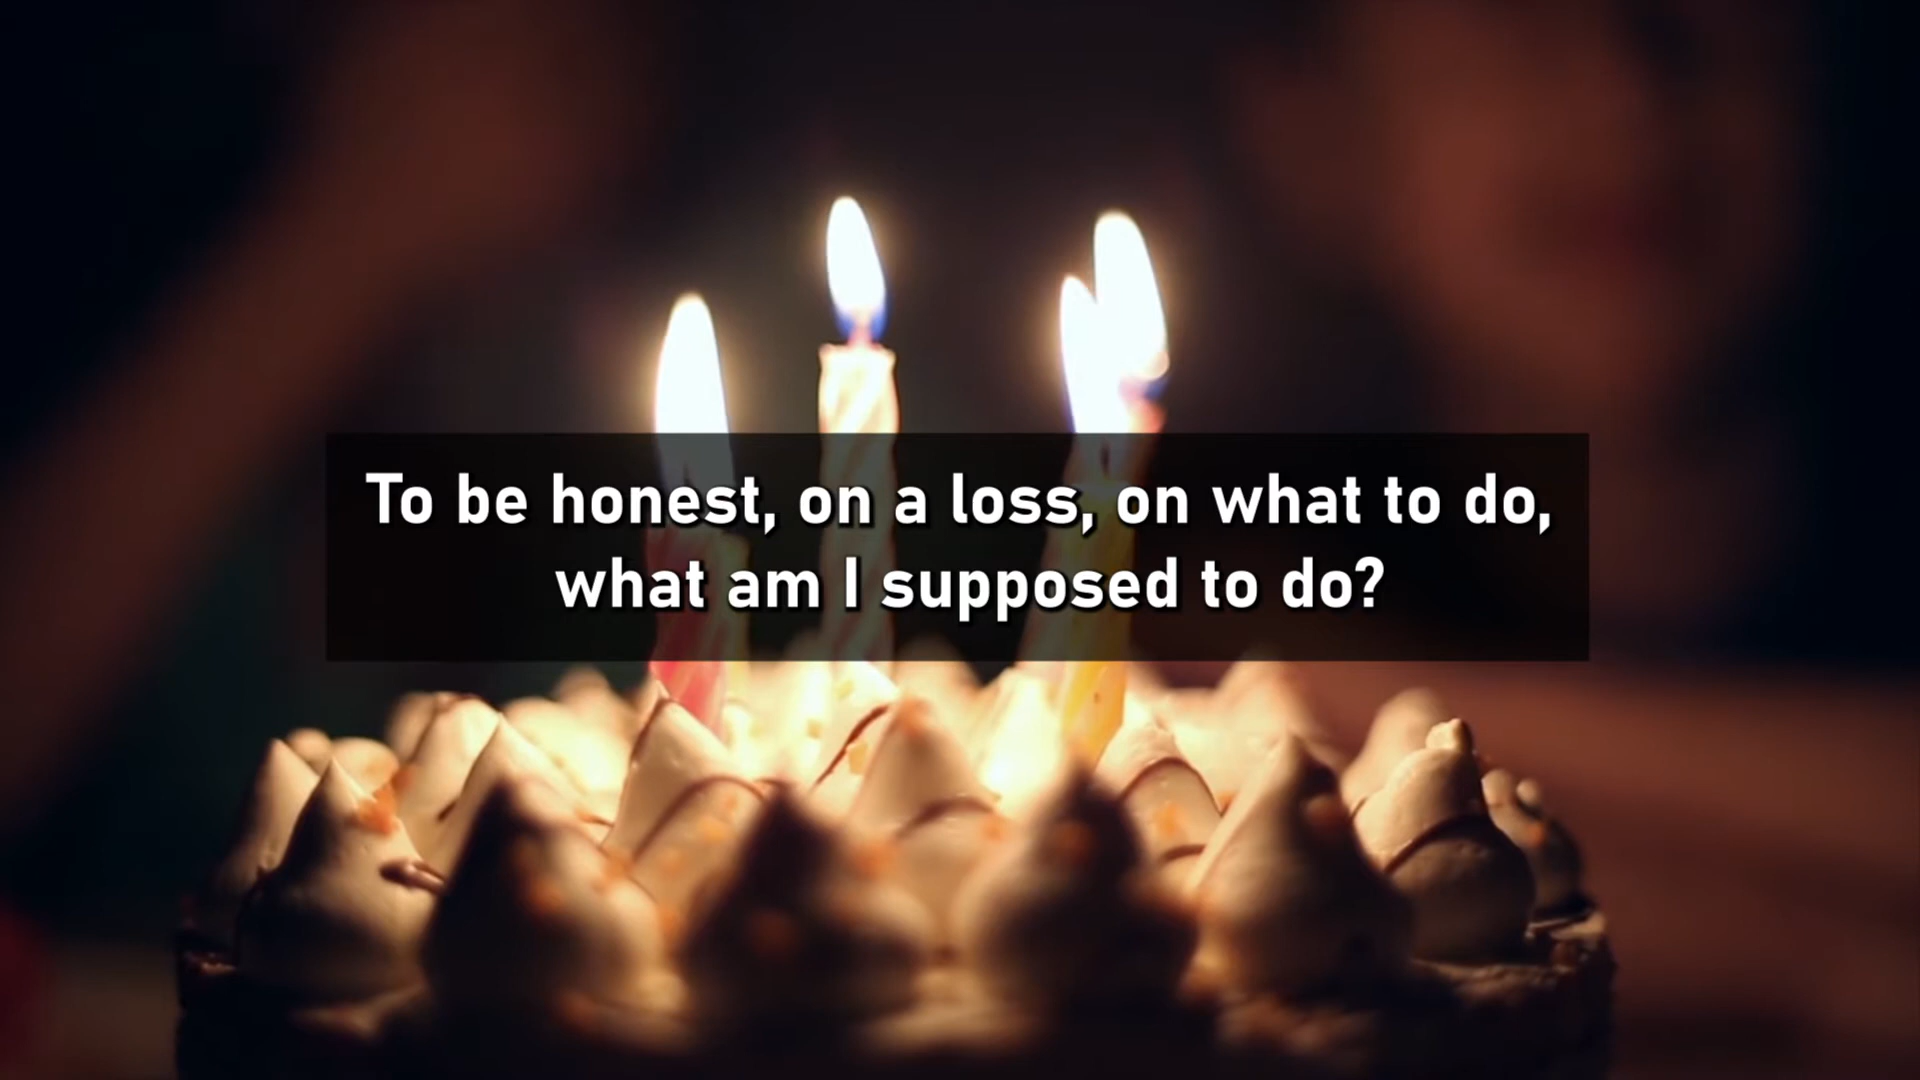 To be honest, on a loss, on what to do,
what am I supposed to do?